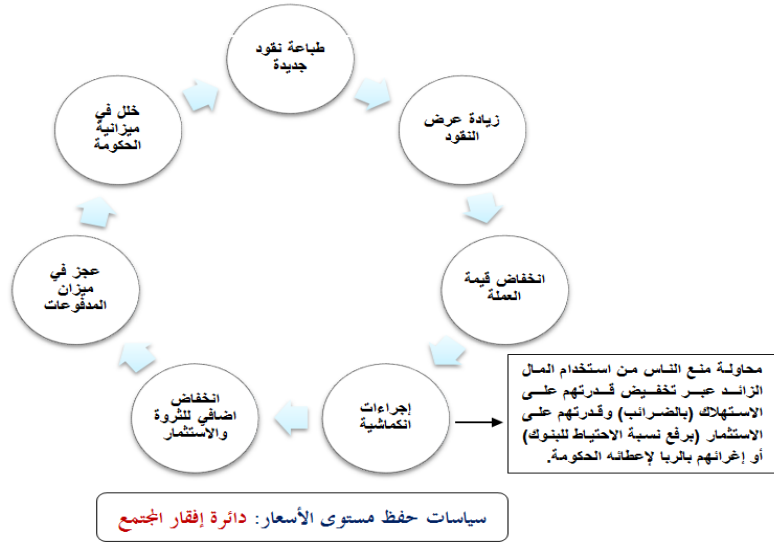 طباعة نقود
جديدة
زيادة عرض
النقود
انخفاض قيمة
العملة
إجراءات
انكماشية
محاولة منع الناس من استخدام المال
الزائد عبر تخفيض قدرتهم على
الاستهلاك (بالضرائب) وقدرتهم على
الاستثمار (برفع نسبة الاحتياط للبنوك)
أو إغرائهم بالربا لإعطائه الحكومة.
انخفاض
اضافي للثروة
والاستثمار
عجز في
ميزان
المدفوعات
خلل في
ميزانية
الحكومة
سياسات حفظ مستوى الأسعار: دائرة إفقار المجتمع